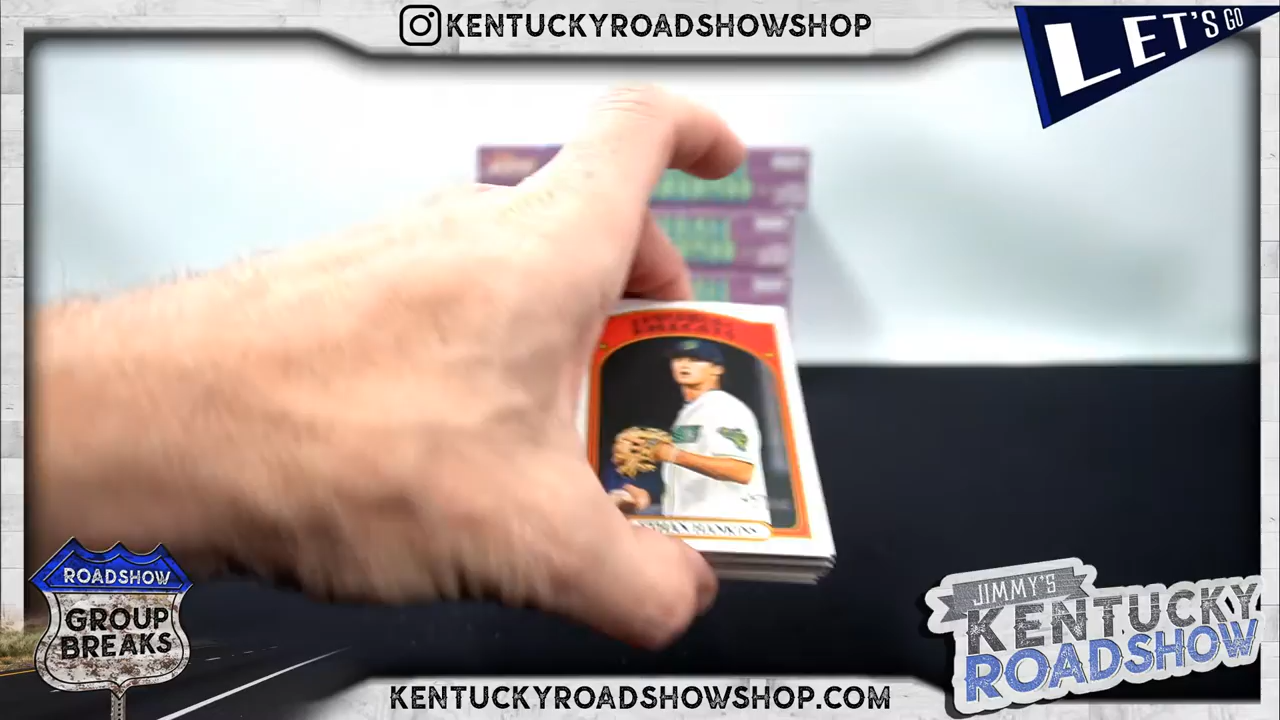 KENTUCKYROADSHOWSHOP
LET'S GO
ROADSHOW
GROUP
BREAKS
JIMMY'S
KENTUCKY
ROADSHOW
KENTUCKYROADSHOWSHOP.COM